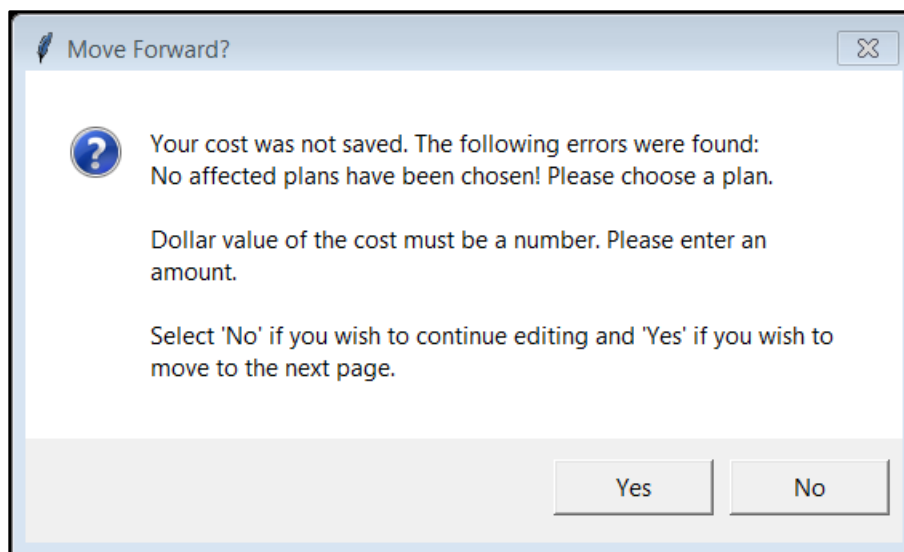 Move Forward?
Your cost was not saved. The following errors were found:
No affected plans have been chosen! Please choose a plan.
Dollar value of the cost must be a number. Please enter an
amount.
Select 'No' if you wish to continue editing and 'Yes' if you wish to
move to the next page.
Yes No